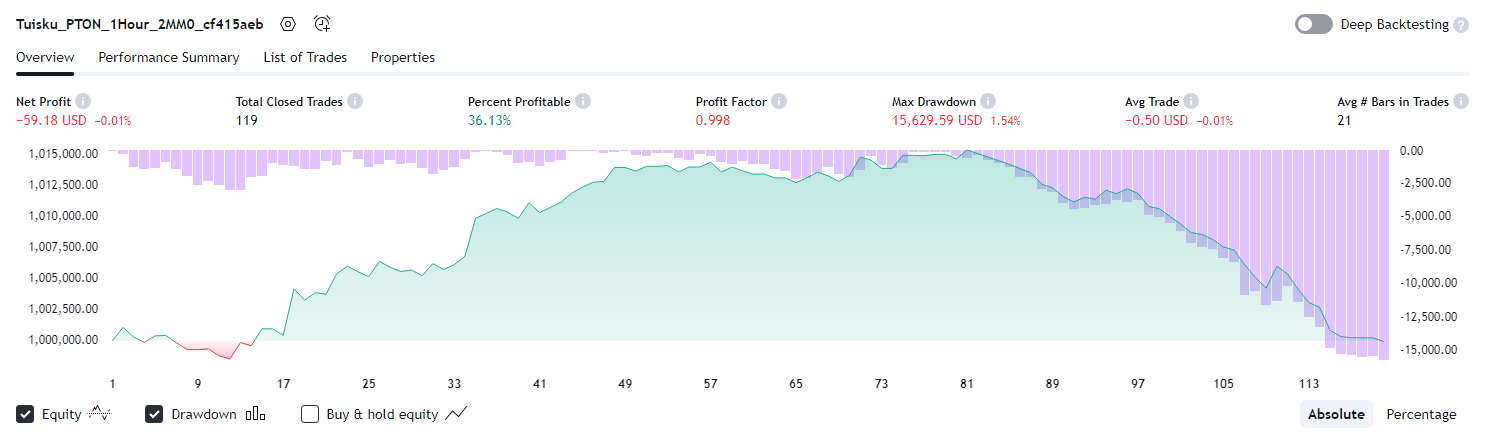 Tuisku_PTON_1Hour_2MM0_cf415aeb Deep Backtesting ?
Overview Performance Summary List of Trades Properties
Net Profit Total Closed Trades Percent Profitable Profit Factor Max Drawdown Avg Trade Avg # Bars in Trades
−59.18 USD −0.01% 119 36.13% 0.998 15,629.59 USD 1.54% −0.50 USD −0.01% 21
1,015,000.00 0.00
1,012,500.00 -2,500.00
1,010,000.00 -5,000.00
1,007,500.00 -7,500.00
1,005,000.00 -10,000.00
1,002,500.00 -12,500.00
1,000,000.00 -15,000.00
1 9 17 25 33 41 49 57 65 73 81 89 97 105 113
Equity Drawdown Buy & hold equity Absolute Percentage